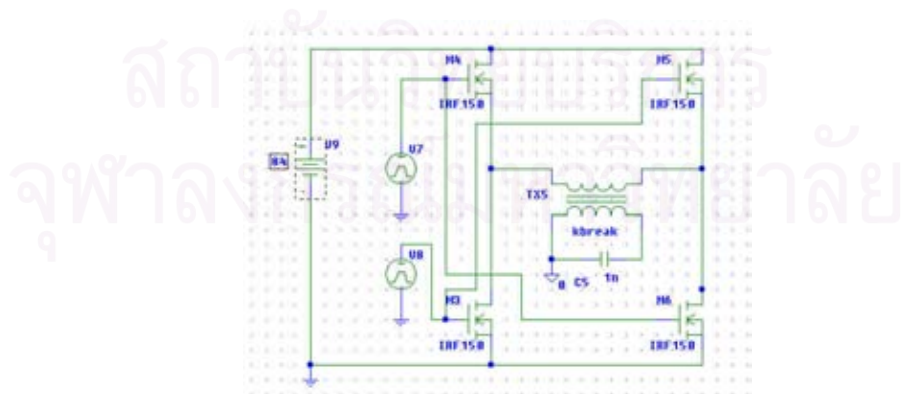 สถาบันวิทยบริการ
จุฬาลงกรณ์มหาวิทยาลัย
M4
M5
IRF150
IRF150
V9
V7
84
TX5
kbreak
V8
0
C5
1n
M3
M6
IRF150
IRF150